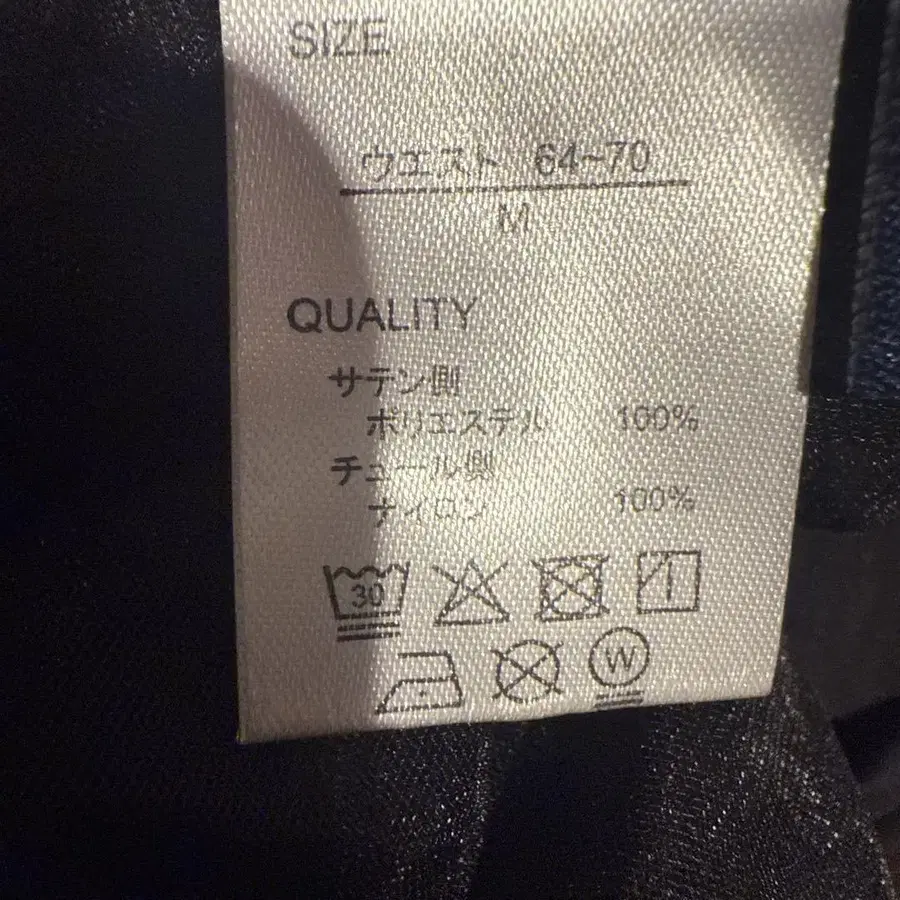 SIZE
ウエスト 64~70
M
QUALITY
サテン側
ポリエステル 100%
チュール側
ナイロン 100%
30
W